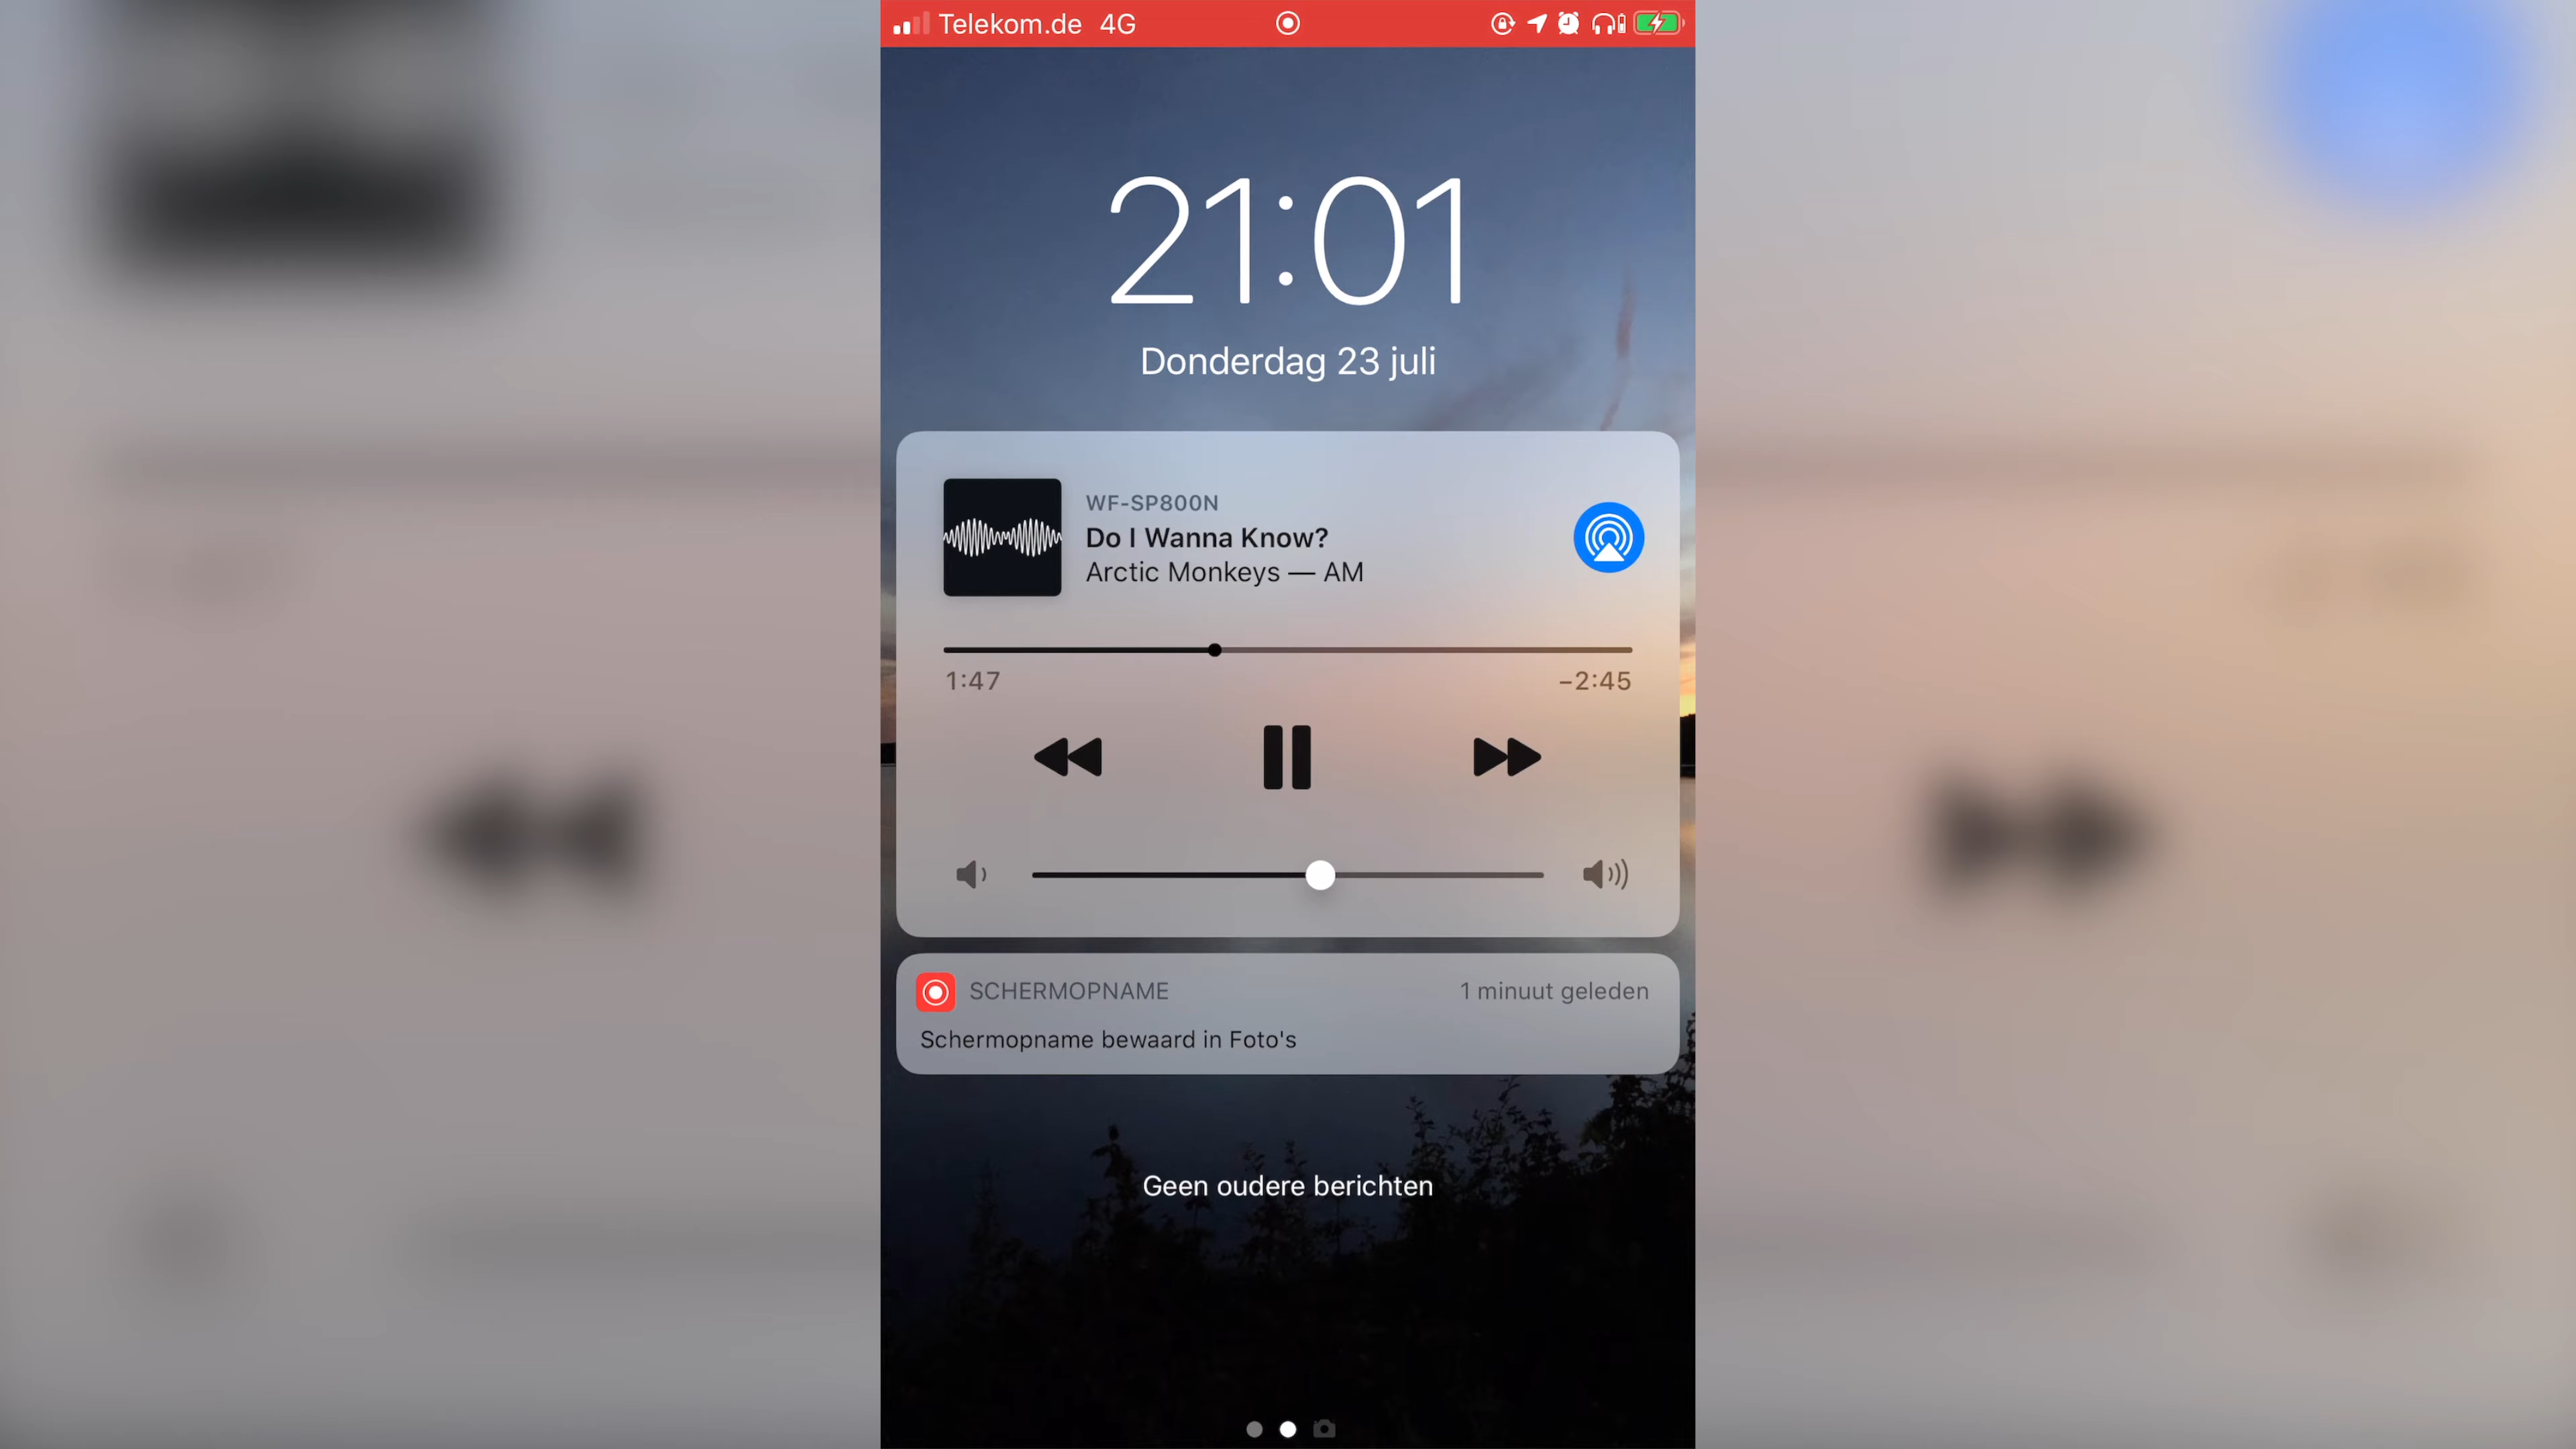 Telekom.de 4G
21:01
Donderdag 23 juli
WF-SP800N
Do I Wanna Know?
Arctic Monkeys — AM
1:47
−2:45
SCHERMOPNAME
1 minuut geleden
Schermopname bewaard in Foto's
Geen oudere berichten